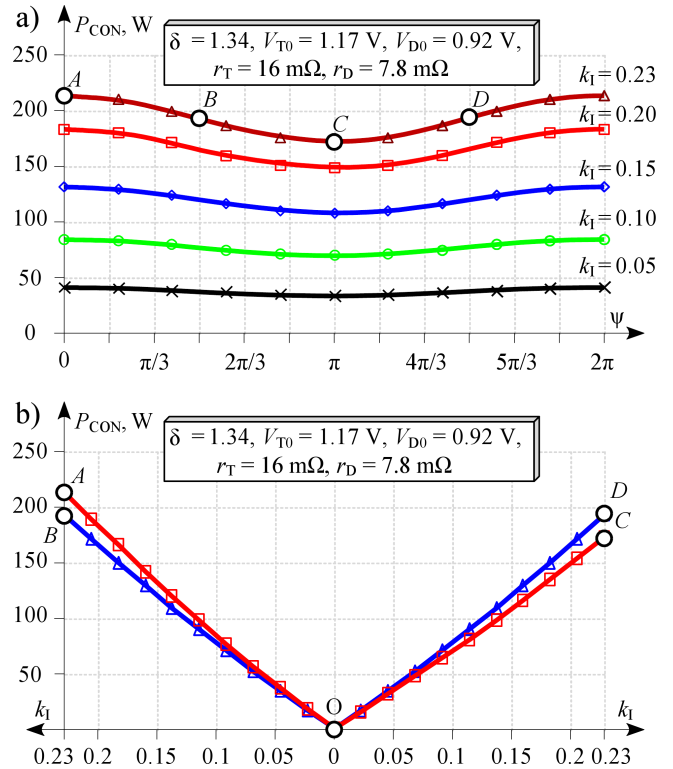 a)
P_CON, W
δ = 1.34, V_T0 = 1.17 V, V_D0 = 0.92 V,
r_T = 16 mΩ, r_D = 7.8 mΩ
250
200
150
100
50
0
A
B
C
D
k_I = 0.23
k_I = 0.20
k_I = 0.15
k_I = 0.10
k_I = 0.05
ψ
0 π/3 2π/3 π 4π/3 5π/3 2π
b)
P_CON, W
δ = 1.34, V_T0 = 1.17 V, V_D0 = 0.92 V,
r_T = 16 mΩ, r_D = 7.8 mΩ
250
200
150
100
50
A
B
D
C
O
k_I
k_I
0.23 0.2 0.15 0.1 0.05 0 0.05 0.1 0.15 0.2 0.23